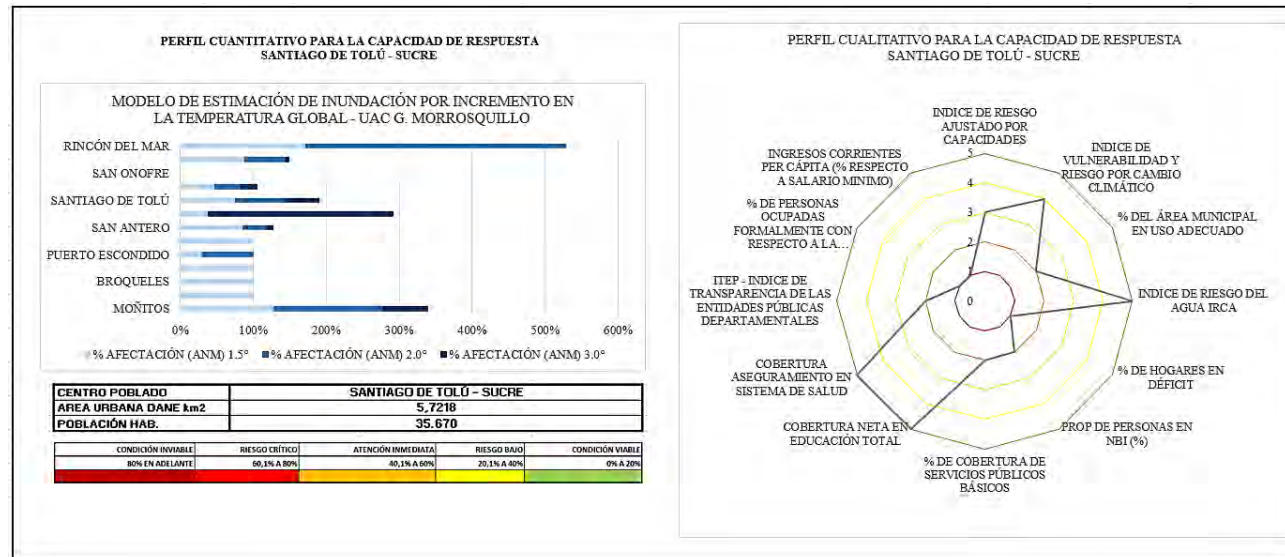 PERFIL CUANTITATIVO PARA LA CAPACIDAD DE RESPUESTA
SANTIAGO DE TOLÚ - SUCRE
MODELO DE ESTIMACIÓN DE INUNDACIÓN POR INCREMENTO EN
LA TEMPERATURA GLOBAL - UAC G. MORROSQUILLO
RINCÓN DEL MAR
SAN ONOFRE
SANTIAGO DE TOLÚ
SAN ANTERO
PUERTO ESCONDIDO
BROQUELES
MOÑITOS
0% 100% 200% 300% 400% 500% 600%
% AFECTACIÓN (ANM) 1.5° % AFECTACIÓN (ANM) 2.0° % AFECTACIÓN (ANM) 3.0°
CENTRO POBLADO SANTIAGO DE TOLÚ - SUCRE
AREA URBANA DANE km2 5,7218
POBLACIÓN HAB. 35.670
CONDICIÓN INVIABLE RIESGO CRÍTICO ATENCIÓN INMEDIATA RIESGO BAJO CONDICIÓN VIABLE
80% EN ADELANTE 60,1% A 80% 40,1% A 60% 20,1% A 40% 0% A 20%
PERFIL CUALITATIVO PARA LA CAPACIDAD DE RESPUESTA
SANTIAGO DE TOLÚ - SUCRE
INDICE DE RIESGO
AJUSTADO POR
CAPACIDADES
INDICE DE
VULNERABILIDAD Y
RIESGO POR CAMBIO
CLIMÁTICO
% DEL ÁREA MUNICIPAL
EN USO ADECUADO
INDICE DE RIESGO DEL
AGUA IRCA
% DE HOGARES EN
DÉFICIT
PROP DE PERSONAS EN
NBI (%)
% DE COBERTURA DE
SERVICIOS PÚBLICOS
BÁSICOS
COBERTURA NETA EN
EDUCACIÓN TOTAL
COBERTURA
ASEGURAMIENTO EN
SISTEMA DE SALUD
ITEP - INDICE DE
TRANSPARENCIA DE LAS
ENTIDADES PÚBLICAS
DEPARTAMENTALES
% DE PERSONAS
OCUPADAS
FORMALMENTE CON
RESPECTO A LA…
INGRESOS CORRIENTES
PER CÁPITA (% RESPECTO
A SALARIO MINIMO)
5
4
3
2
1
0